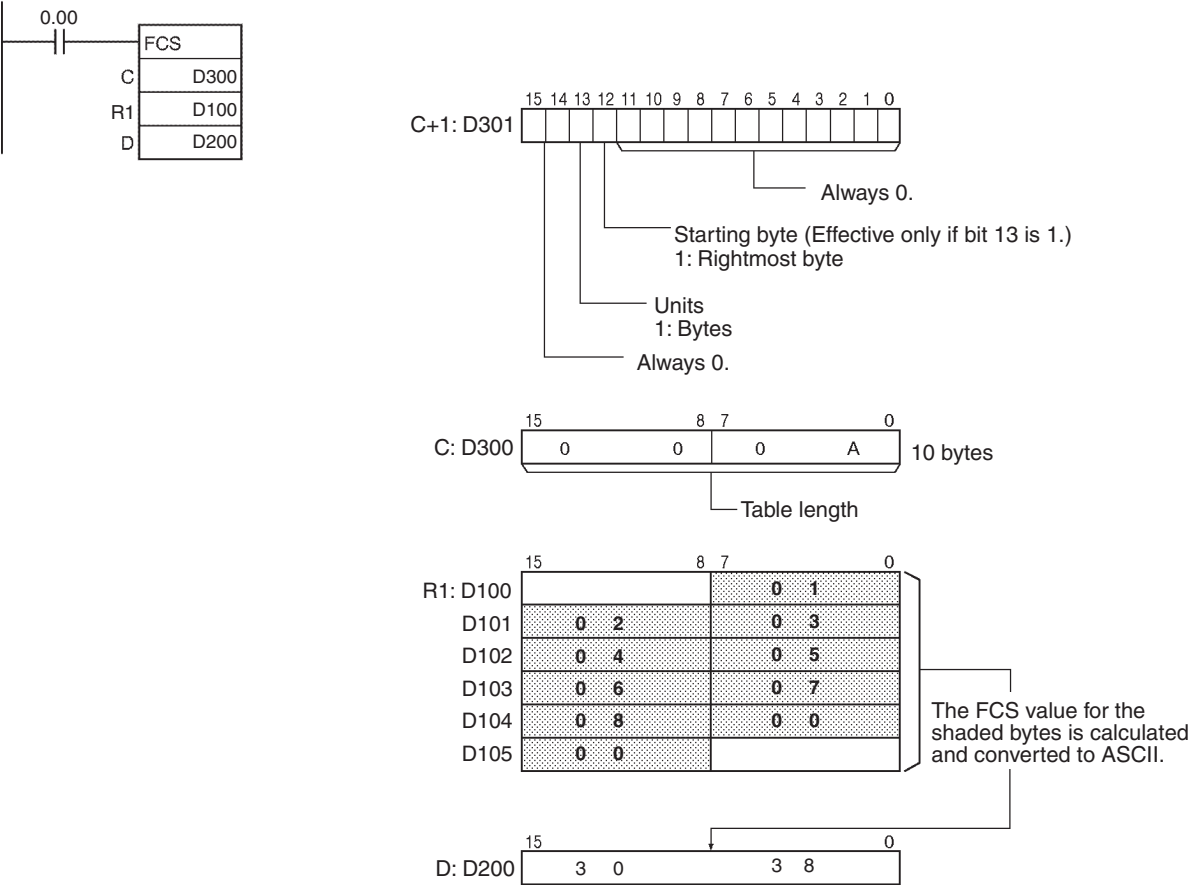 0.00
FCS
C D300
R1 D100
D D200
15 14 13 12 11 10 9 8 7 6 5 4 3 2 1 0
C+1: D301
Always 0.
Starting byte (Effective only if bit 13 is 1.)
1: Rightmost byte
Units
1: Bytes
Always 0.
15 8 7 0
C: D300 0 0 0 A 10 bytes
Table length
15 8 7 0
R1: D100 0 1
D101 0 2 0 3
D102 0 4 0 5
D103 0 6 0 7
D104 0 8 0 0
D105 0 0
The FCS value for the
shaded bytes is calculated
and converted to ASCII.
15 0
D: D200 3 0 3 8